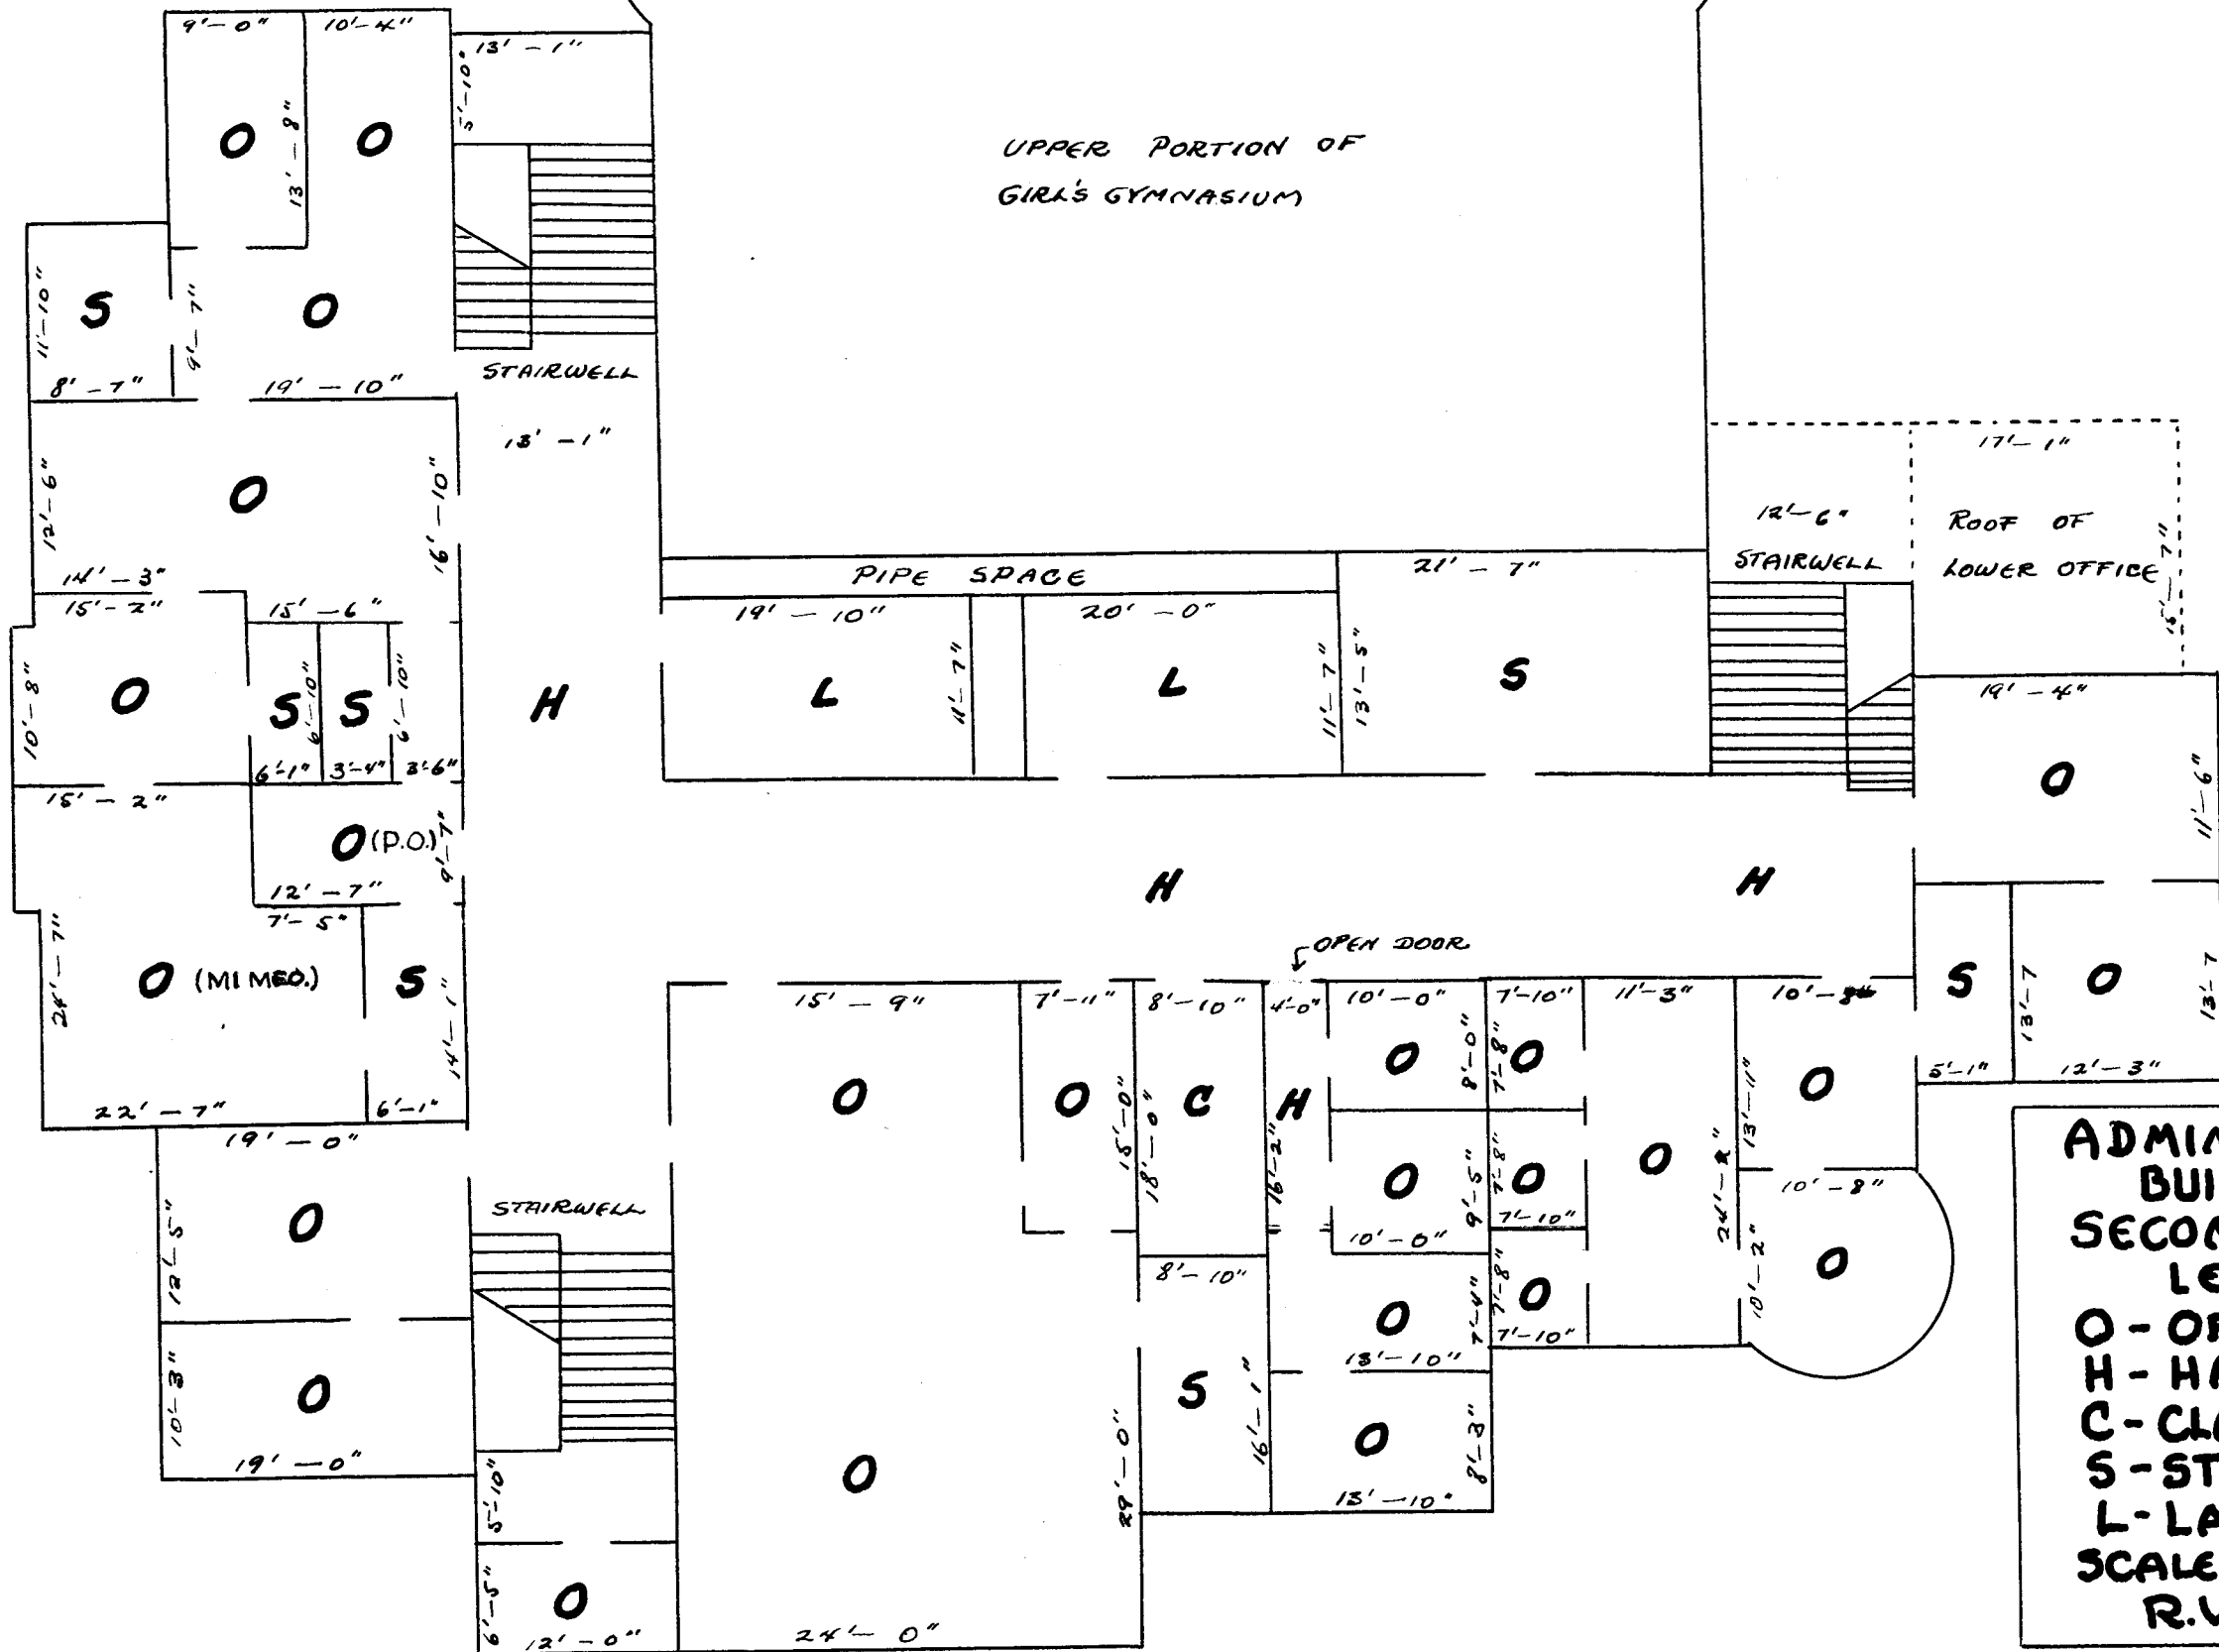 9'-0" 10'-4"
13'-1"
5'-10"
O 13'-8" O
UPPER PORTION OF
GIRL'S GYMNASIUM
11'-10" S 9'-7" O
8'-7" 19'-10"
STAIRWELL
13'-1"
12'-6" O 16'-10"
14'-3"
15'-2" 15'-6"
10'-8" O S 6'-10" S 6'-10"
6'-1" 3'-4" 3'-6"
H
PIPE SPACE
19'-10" 20'-0" 21'-7"
L 11'-7" L 11'-7" 13'-5" S
12'-6"
STAIRWELL
17'-1"
ROOF OF
LOWER OFFICE
15'-7"
19'-4"
O 11'-6"
15'-2"
O (P.O.) 9'-7"
12'-7"
7'-5"
24'-7" O (MIMEO.) S 14'-1"
22'-7" 6'-1"
H H
OPEN DOOR
15'-9" 7'-11" 8'-10" 4'-0" 10'-0" 7'-10" 11'-3"
O O 15'-0" 18'-0" C H 16'-2"
O 8'-0" 7'-8" O
O 9'-5" 7'-8" O
10'-0" 7'-10"
O 24'-
13'-11" O
10'-8"
10'-2" O
S 13'-7 O 13'-7
5'-1" 12'-3"
19'-0"
12'-5" O
10'-3" O
19'-0"
STAIRWELL
5'-10"
6'-5" O
12'-0"
O 29'-0"
24'-0"
8'-10"
S 16'-1"
O 7'-4" 7'-8" O
13'-10" 7'-10"
O 8'-3"
13'-10"
ADMIN
BUI
SECON
LE
O - OF
H - HA
C - CLA
S - ST
L - LA
SCALE
R.V